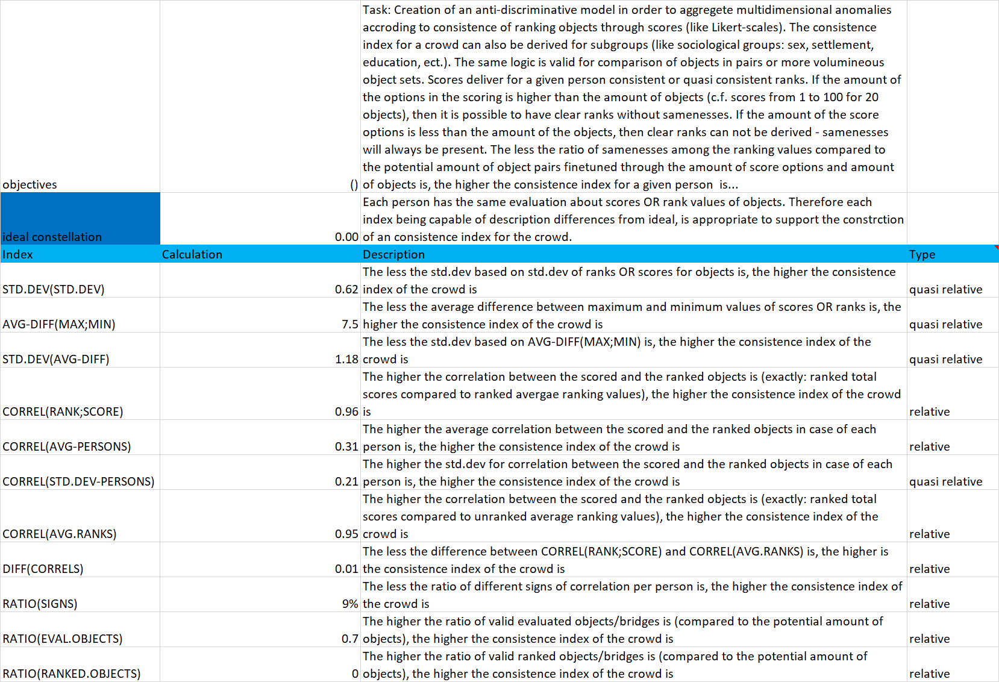 Task: Creation of an anti-discriminative model in order to aggregete multidimensional anomalies
accroding to consistence of ranking objects through scores (like Likert-scales). The consistence
index for a crowd can also be derived for subgroups (like sociological groups: sex, settlement,
education, ect.). The same logic is valid for comparison of objects in pairs or more volumineous
object sets. Scores deliver for a given person consistent or quasi consistent ranks. If the amount of
the options in the scoring is higher than the amount of objects (c.f. scores from 1 to 100 for 20
objects), then it is possible to have clear ranks without samenesses. If the amount of the score
options is less than the amount of the objects, then clear ranks can not be derived - samenesses
will always be present. The less the ratio of samenesses among the ranking values compared to
the potential amount of object pairs finetuned through the amount of score options and amount
objectives () of objects is, the higher the consistence index for a given person  is...
Each person has the same evaluation about scores OR rank values of objects. Therefore each
index being capable of description differences from ideal, is appropriate to support the constrction
ideal constellation 0.00 of an consistence index for the crowd.
Index Calculation Description Type
The less the std.dev based on std.dev of ranks OR scores for objects is, the higher the consistence
STD.DEV(STD.DEV) 0.62 index of the crowd is quasi relative
The less the average difference between maximum and minimum values of scores OR ranks is, the
AVG-DIFF(MAX;MIN) 7.5 higher the consistence index of the crowd is quasi relative
The less the std.dev based on AVG-DIFF(MAX;MIN) is, the higher the consistence index of the
STD.DEV(AVG-DIFF) 1.18 crowd is quasi relative
The higher the correlation between the scored and the ranked objects is (exactly: ranked total
scores compared to ranked avergae ranking values), the higher the consistence index of the crowd
CORREL(RANK;SCORE) 0.96 is relative
The higher the average correlation between the scored and the ranked objects in case of each
CORREL(AVG-PERSONS) 0.31 person is, the higher the consistence index of the crowd is relative
The higher the std.dev for correlation between the scored and the ranked objects in case of each
CORREL(STD.DEV-PERSONS) 0.21 person is, the higher the consistence index of the crowd is quasi relative
The higher the correlation between the scored and the ranked objects is (exactly: ranked total
scores compared to unranked average ranking values), the higher the consistence index of the
CORREL(AVG.RANKS) 0.95 crowd is relative
The less the difference between CORREL(RANK;SCORE) and CORREL(AVG.RANKS) is, the higher is
DIFF(CORRELS) 0.01 the consistence index of the crowd is relative
The less the ratio of different signs of correlation per person is, the higher the consistence index of
RATIO(SIGNS) 9% the crowd is relative
The higher the ratio of valid evaluated objects/bridges is (compared to the potential amount of
RATIO(EVAL.OBJECTS) 0.7 objects), the higher the consistence index of the crowd is relative
The higher the ratio of valid ranked objects/bridges is (compared to the potential amount of
RATIO(RANKED.OBJECTS) 0 objects), the higher the consistence index of the crowd is relative